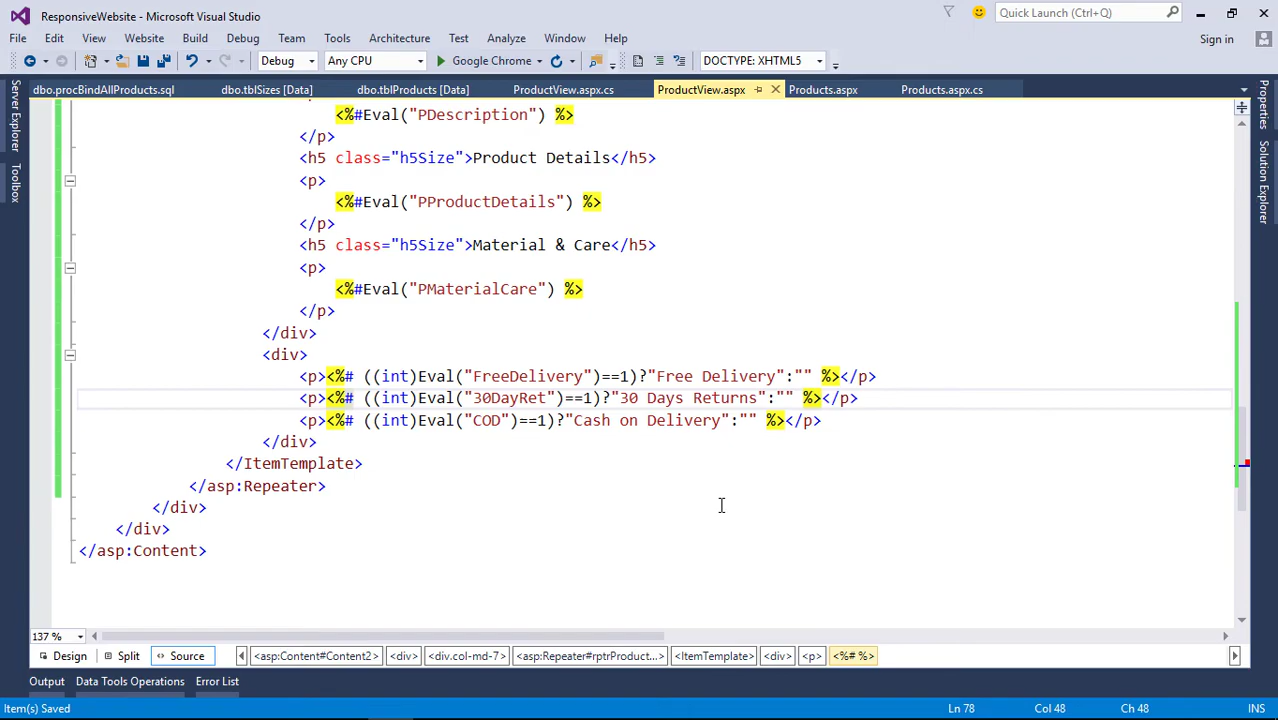 ResponsiveWebsite - Microsoft Visual Studio
Quick Launch (Ctrl+Q)
File Edit View Website Build Debug Team Tools Architecture Test Analyze Window Help
Sign in
Debug Any CPU Google Chrome DOCTYPE: XHTML5
dbo.procBindAllProducts.sql dbo.tblSizes [Data] dbo.tblProducts [Data] ProductView.aspx.cs ProductView.aspx Products.aspx Products.aspx.cs
Server Explorer
Toolbox
Properties
Solution Explorer
<%#Eval("PDescription") %>
</p>
<h5 class="h5Size">Product Details</h5>
<p>
<%#Eval("PProductDetails") %>
</p>
<h5 class="h5Size">Material & Care</h5>
<p>
<%#Eval("PMaterialCare") %>
</p>
</div>
<div>
<p><%# ((int)Eval("FreeDelivery")==1)?"Free Delivery":"" %></p>
<p><%# ((int)Eval("30DayRet")==1)?"30 Days Returns":"" %></p>
<p><%# ((int)Eval("COD")==1)?"Cash on Delivery":"" %></p>
</div>
</ItemTemplate>
</asp:Repeater>
</div>
</div>
</asp:Content>
137 %
Design Split Source <asp:Content#Content2> <div> <div.col-md-7> <asp:Repeater#rptrProduct...> <ItemTemplate> <div> <p> <%# %>
Output Data Tools Operations Error List
Item(s) Saved Ln 78 Col 48 Ch 48 INS